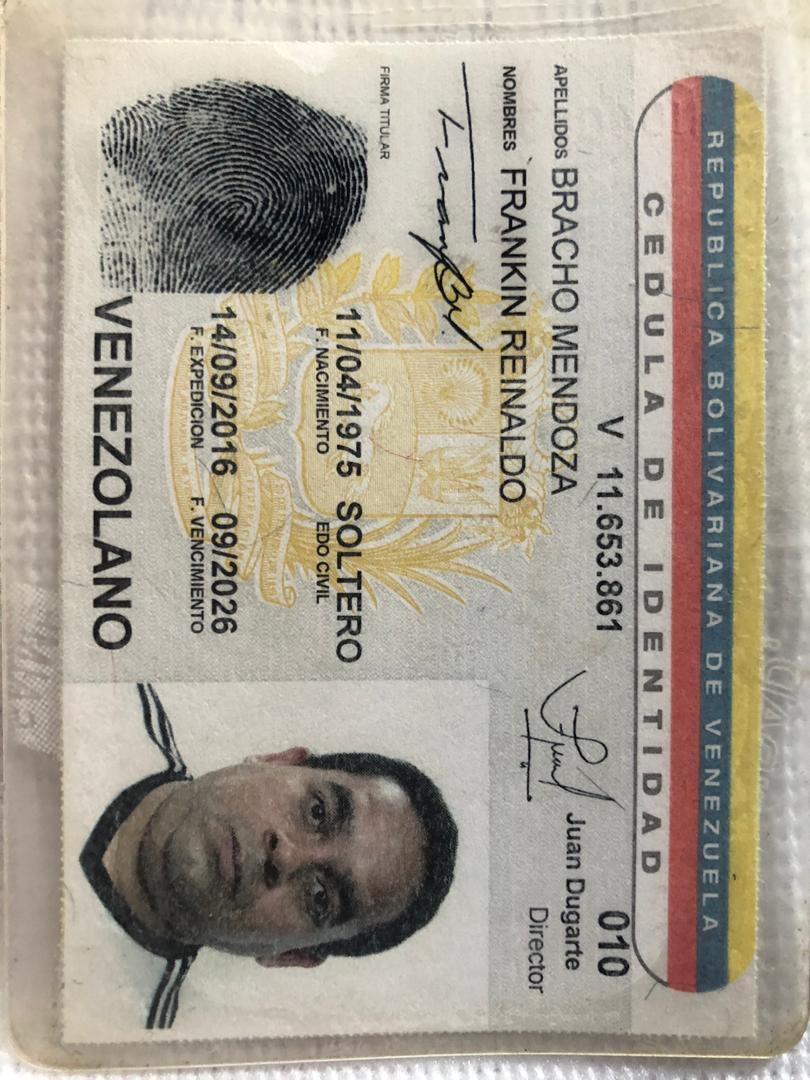 REPUBLICA BOLIVARIANA DE VENEZUELA
CEDULA DE IDENTIDAD
V 11.653.861
010
APELLIDOS BRACHO MENDOZA
Juan Dugarte
Director
NOMBRES FRANKIN REINALDO
FIRMA TITULAR
11/04/1975 SOLTERO
F. NACIMIENTO EDO CIVIL
14/09/2016 09/2026
F. EXPEDICION F. VENCIMIENTO
VENEZOLANO